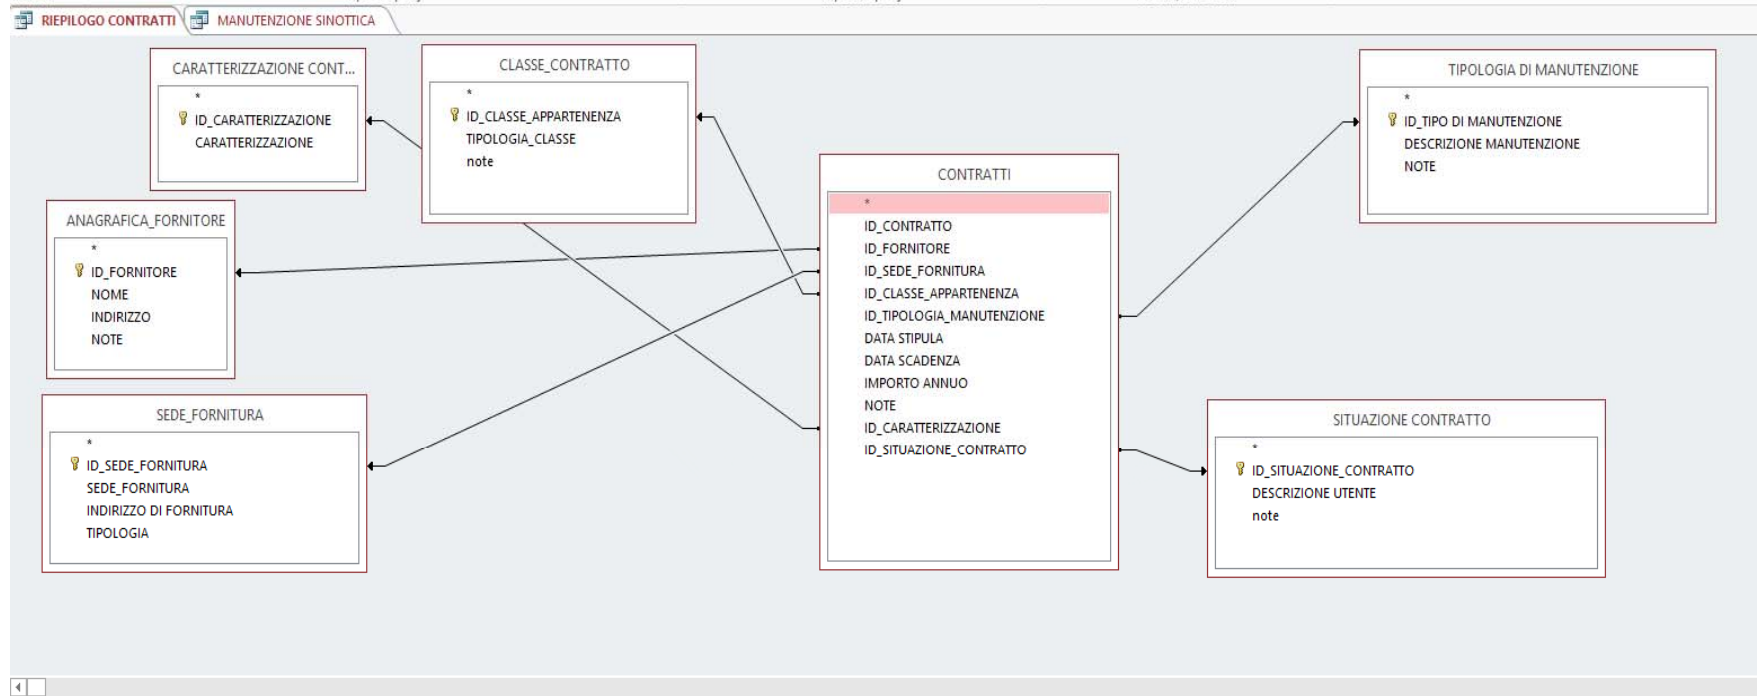 RIEPILOGO CONTRATTI
MANUTENZIONE SINOTTICA
CARATTERIZZAZIONE CONT...
*
ID_CARATTERIZZAZIONE
CARATTERIZZAZIONE
CLASSE_CONTRATTO
*
ID_CLASSE_APPARTENENZA
TIPOLOGIA_CLASSE
note
TIPOLOGIA DI MANUTENZIONE
*
ID_TIPO DI MANUTENZIONE
DESCRIZIONE MANUTENZIONE
NOTE
ANAGRAFICA_FORNITORE
*
ID_FORNITORE
NOME
INDIRIZZO
NOTE
CONTRATTI
*
ID_CONTRATTO
ID_FORNITORE
ID_SEDE_FORNITURA
ID_CLASSE_APPARTENENZA
ID_TIPOLOGIA_MANUTENZIONE
DATA STIPULA
DATA SCADENZA
IMPORTO ANNUO
NOTE
ID_CARATTERIZZAZIONE
ID_SITUAZIONE_CONTRATTO
SEDE_FORNITURA
*
ID_SEDE_FORNITURA
SEDE_FORNITURA
INDIRIZZO DI FORNITURA
TIPOLOGIA
SITUAZIONE CONTRATTO
*
ID_SITUAZIONE_CONTRATTO
DESCRIZIONE UTENTE
note